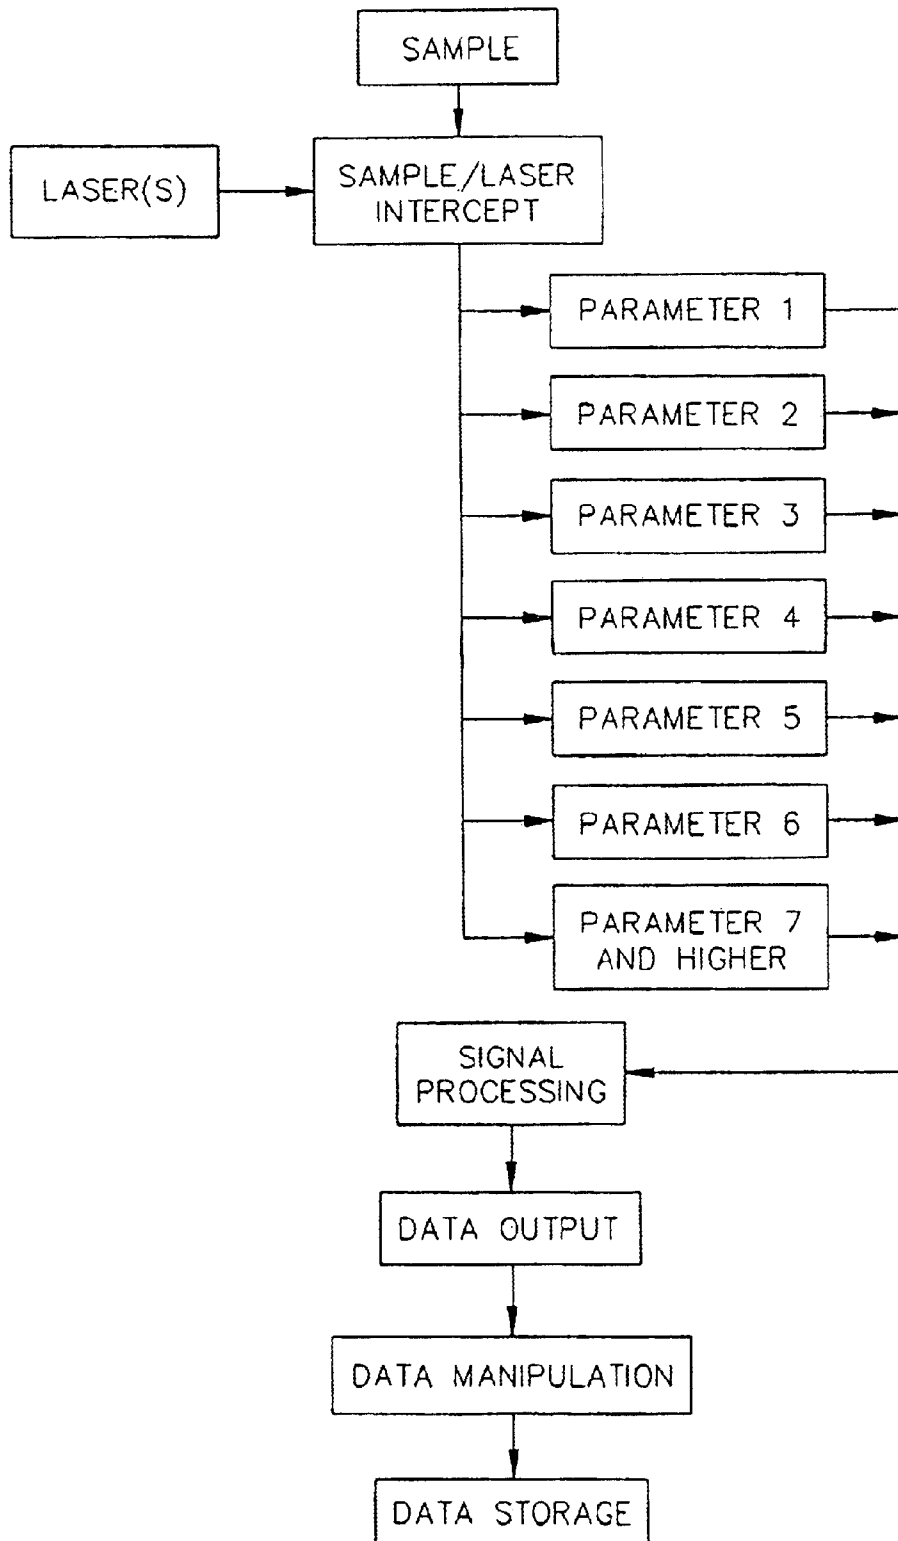 SAMPLE
LASER(S)
SAMPLE/LASER
INTERCEPT
PARAMETER 1
PARAMETER 2
PARAMETER 3
PARAMETER 4
PARAMETER 5
PARAMETER 6
PARAMETER 7
AND HIGHER
SIGNAL
PROCESSING
DATA OUTPUT
DATA MANIPULATION
DATA STORAGE